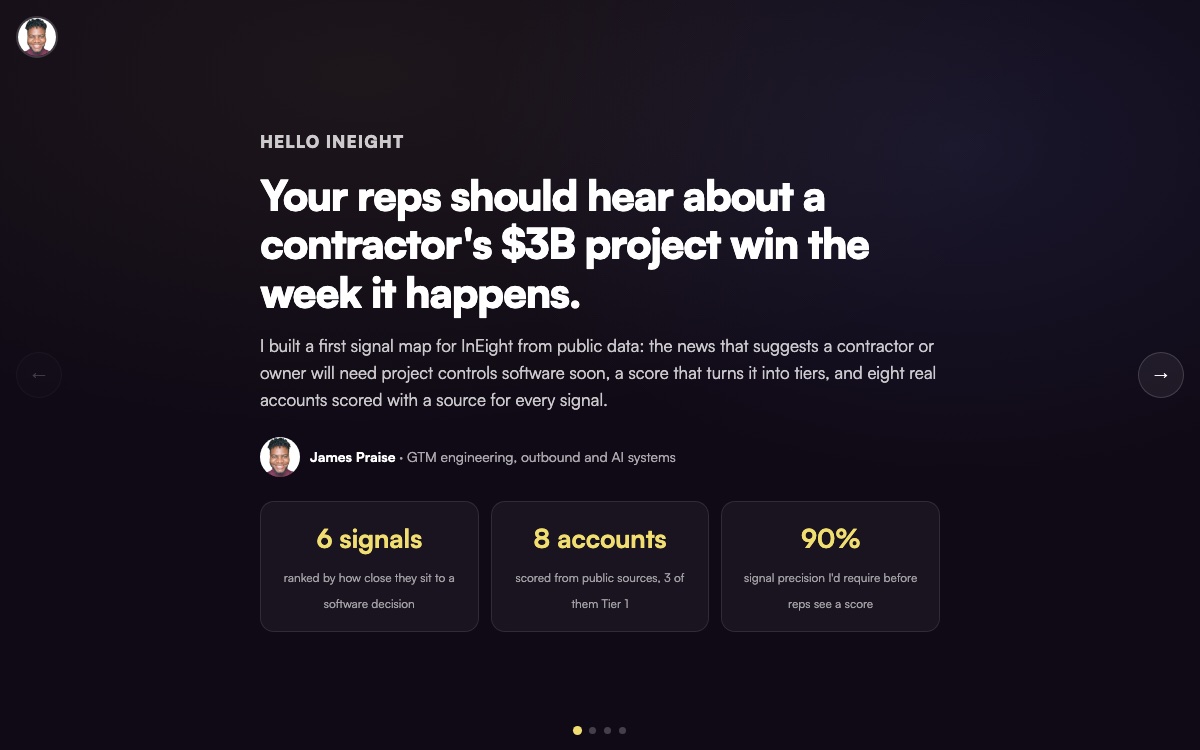 HELLO INEIGHT
Your reps should hear about a
contractor's $3B project win the
week it happens.
I built a first signal map for InEight from public data: the news that suggests a contractor or
owner will need project controls software soon, a score that turns it into tiers, and eight real
accounts scored with a source for every signal.
←
→
James Praise · GTM engineering, outbound and AI systems
6 signals
ranked by how close they sit to a
software decision
8 accounts
scored from public sources, 3 of
them Tier 1
90%
signal precision I'd require before
reps see a score